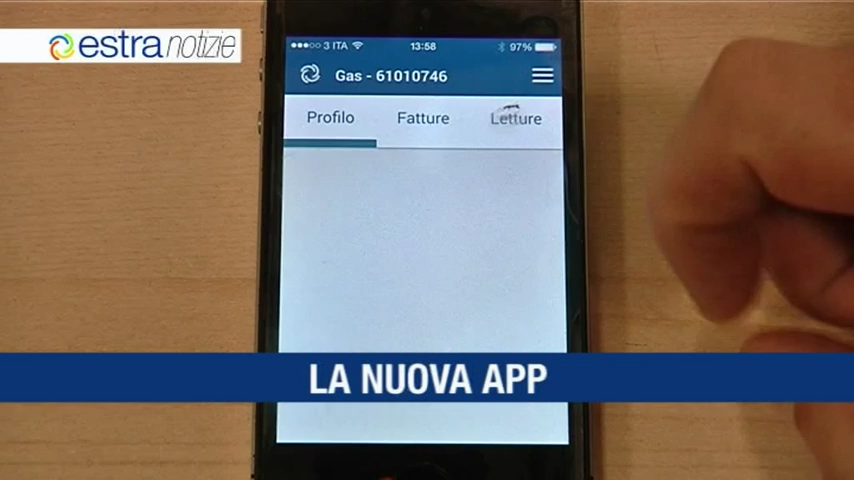 estra notizie
3 ITA 13:58 97%
Gas - 61010746
Profilo Fatture Letture
LA NUOVA APP